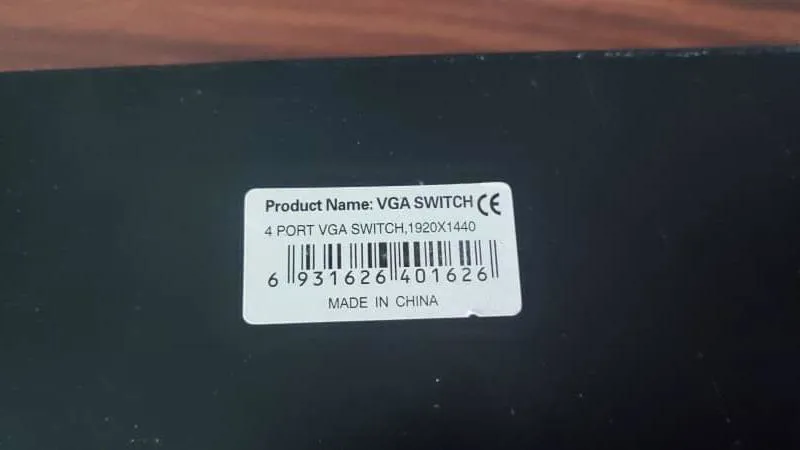 Product Name: VGA SWITCH CE
4 PORT VGA SWITCH,1920X1440
6 931626 401626
MADE IN CHINA